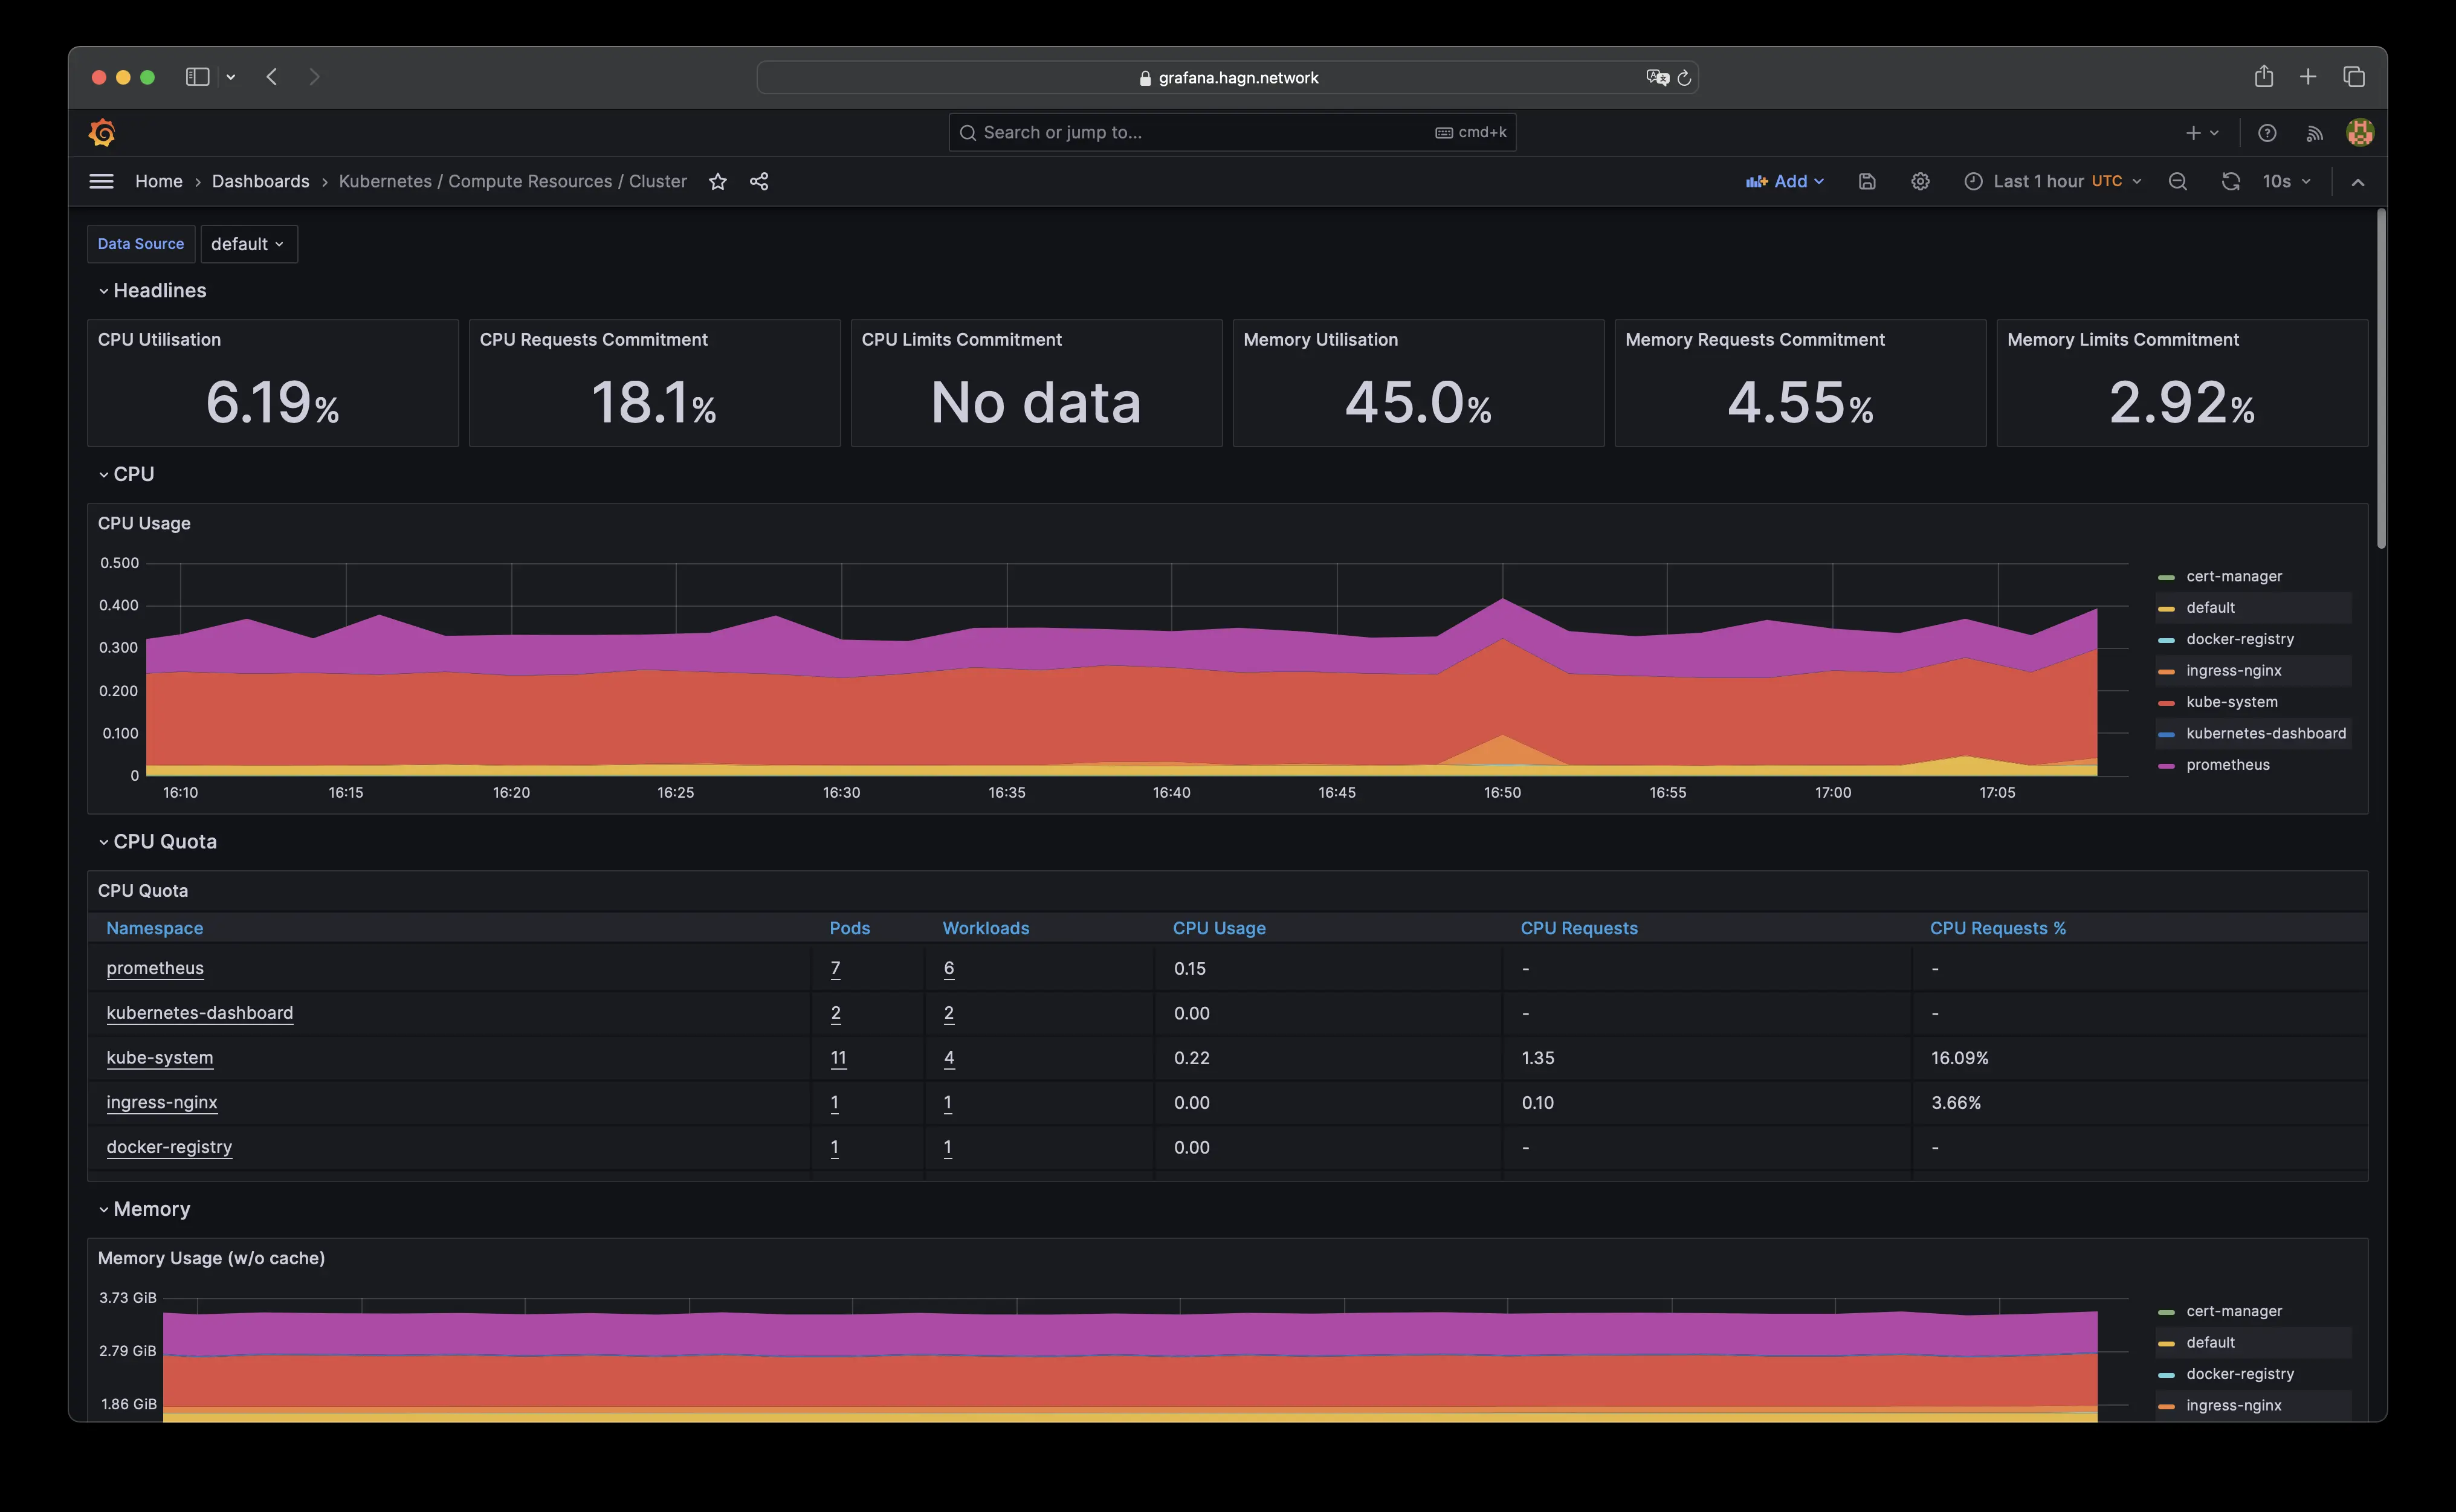 grafana.hagn.network
Search or jump to... cmd+k
Home › Dashboards › Kubernetes / Compute Resources / Cluster Add Last 1 hour UTC 10s
Data Source default
Headlines
CPU Utilisation CPU Requests Commitment CPU Limits Commitment Memory Utilisation Memory Requests Commitment Memory Limits Commitment
6.19% 18.1% No data 45.0% 4.55% 2.92%
CPU
CPU Usage
0.500
0.400
0.300
0.200
0.100
0
16:10 16:15 16:20 16:25 16:30 16:35 16:40 16:45 16:50 16:55 17:00 17:05
cert-manager
default
docker-registry
ingress-nginx
kube-system
kubernetes-dashboard
prometheus
CPU Quota
CPU Quota
Namespace Pods Workloads CPU Usage CPU Requests CPU Requests %
prometheus 7 6 0.15 - -
kubernetes-dashboard 2 2 0.00 - -
kube-system 11 4 0.22 1.35 16.09%
ingress-nginx 1 1 0.00 0.10 3.66%
docker-registry 1 1 0.00 - -
Memory
Memory Usage (w/o cache)
3.73 GiB
2.79 GiB
1.86 GiB
cert-manager
default
docker-registry
ingress-nginx